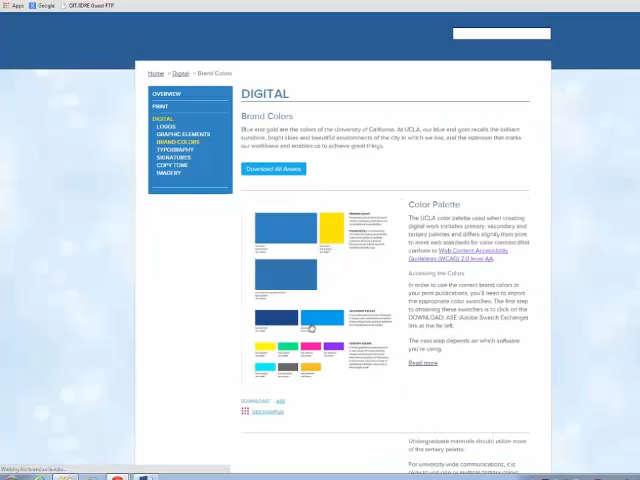 Apps Google OIT/IDRE Guest FTP
Home > Digital > Brand Colors
OVERVIEW
PRINT
DIGITAL
LOGOS
GRAPHIC ELEMENTS
BRAND COLORS
TYPOGRAPHY
SIGNATURES
COPY TONE
IMAGERY
DIGITAL
Brand Colors
Blue and gold are the colors of the University of California. At UCLA, our blue and gold recalls the brilliant
sunshine, bright skies and beautiful environments of the city in which we live, and the optimism that marks
our worldview and enables us to achieve great things.
Download All Assets
Color Palette
The UCLA color palette used when creating
digital work includes primary, secondary and
tertiary palettes and differs slightly from print
to meet web standards for color contrast that
conform to Web Content Accessibility
Guidelines (WCAG) 2.0 level AA.
Accessing the Colors
In order to use the correct brand colors in
your print publications, you'll need to import
the appropriate color swatches. The first step
to obtaining these swatches is to click on the
DOWNLOAD: ASE (Adobe Swatch Exchange)
link at the far left.
The next step depends on which software
you're using.
Read more
DOWNLOAD: ASE
Undergraduate materials should utilize more
of the tertiary palette.
For university-wide communications, it is